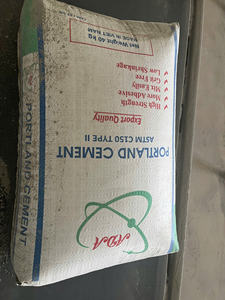 ADA
PORTLAND CEMENT
ASTM C150 TYPE II
Export Quality
High Strength
More Adhesive
Mix Easily
Grit Free
Low Shrinkage
Net Weight 40 kg
MADE IN VIET NAM
PORTLAND CEMENT